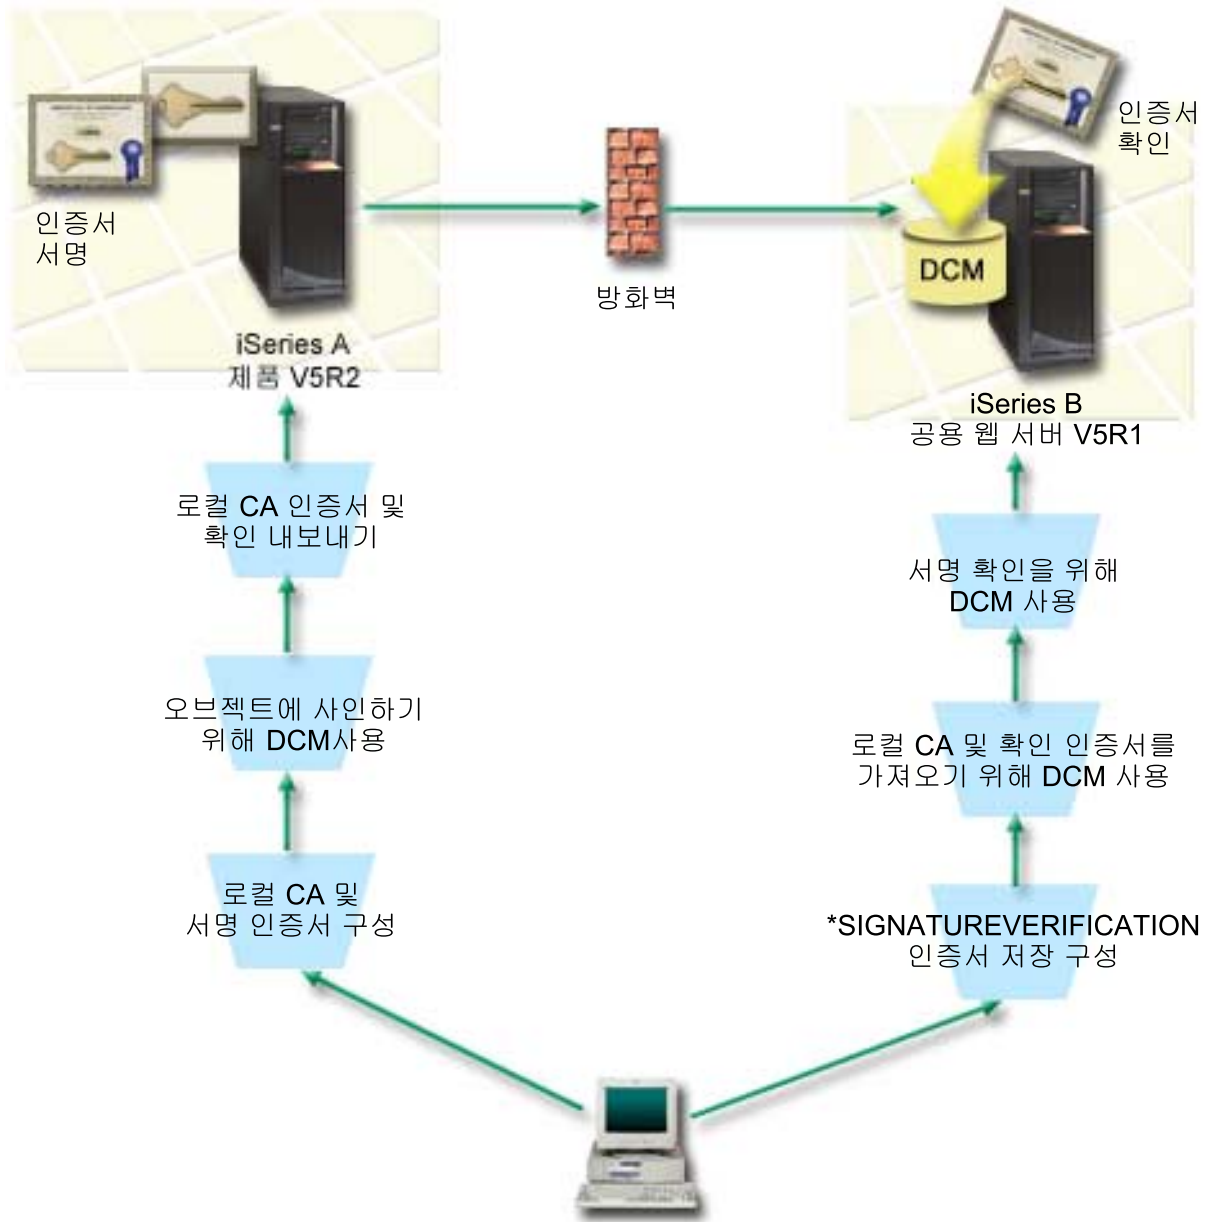 인증서
서명
인증서
확인
DCM
방화벽
iSeries A
제품 V5R2
iSeries B
공용 웹 서버 V5R1
로컬 CA 인증서 및
확인 내보내기
오브젝트에 사인하기
위해 DCM사용
로컬 CA 및
서명 인증서 구성
서명 확인을 위해
DCM 사용
로컬 CA 및 확인 인증서를
가져오기 위해 DCM 사용
*SIGNATUREVERIFICATION
인증서 저장 구성